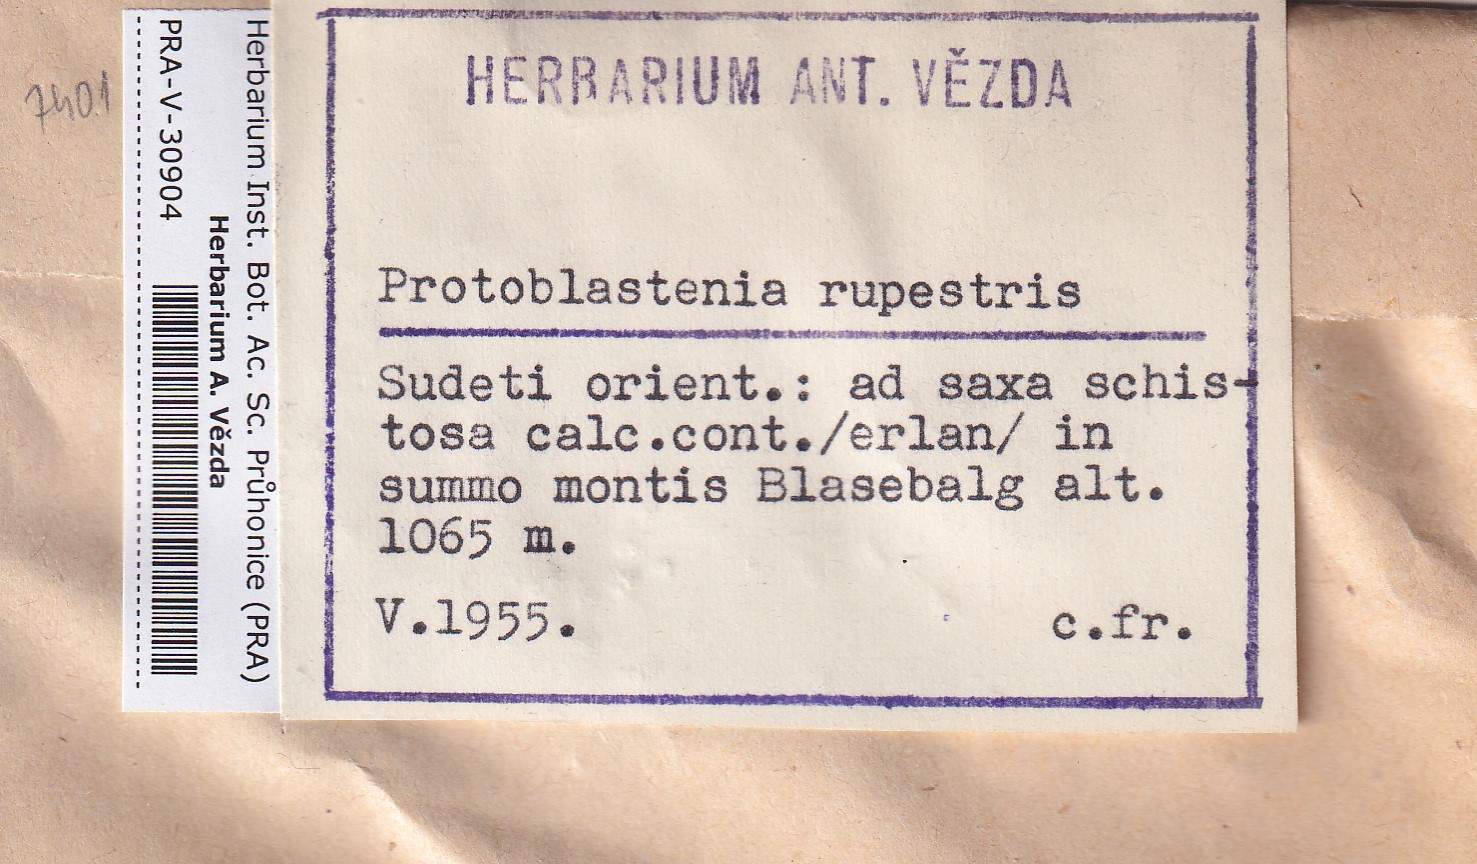 7401
Herbarium Inst. Bot. Ac. Sc. Průhonice (PRA)
Herbarium A. Vězda
PRA-V-30904
HERBARIUM ANT. VĚZDA
Protoblastenia rupestris
Sudeti orient.: ad saxa schis-
tosa calc.cont./erlan/ in
summo montis Blasebalg alt.
1065 m.
V.1955. c.fr.